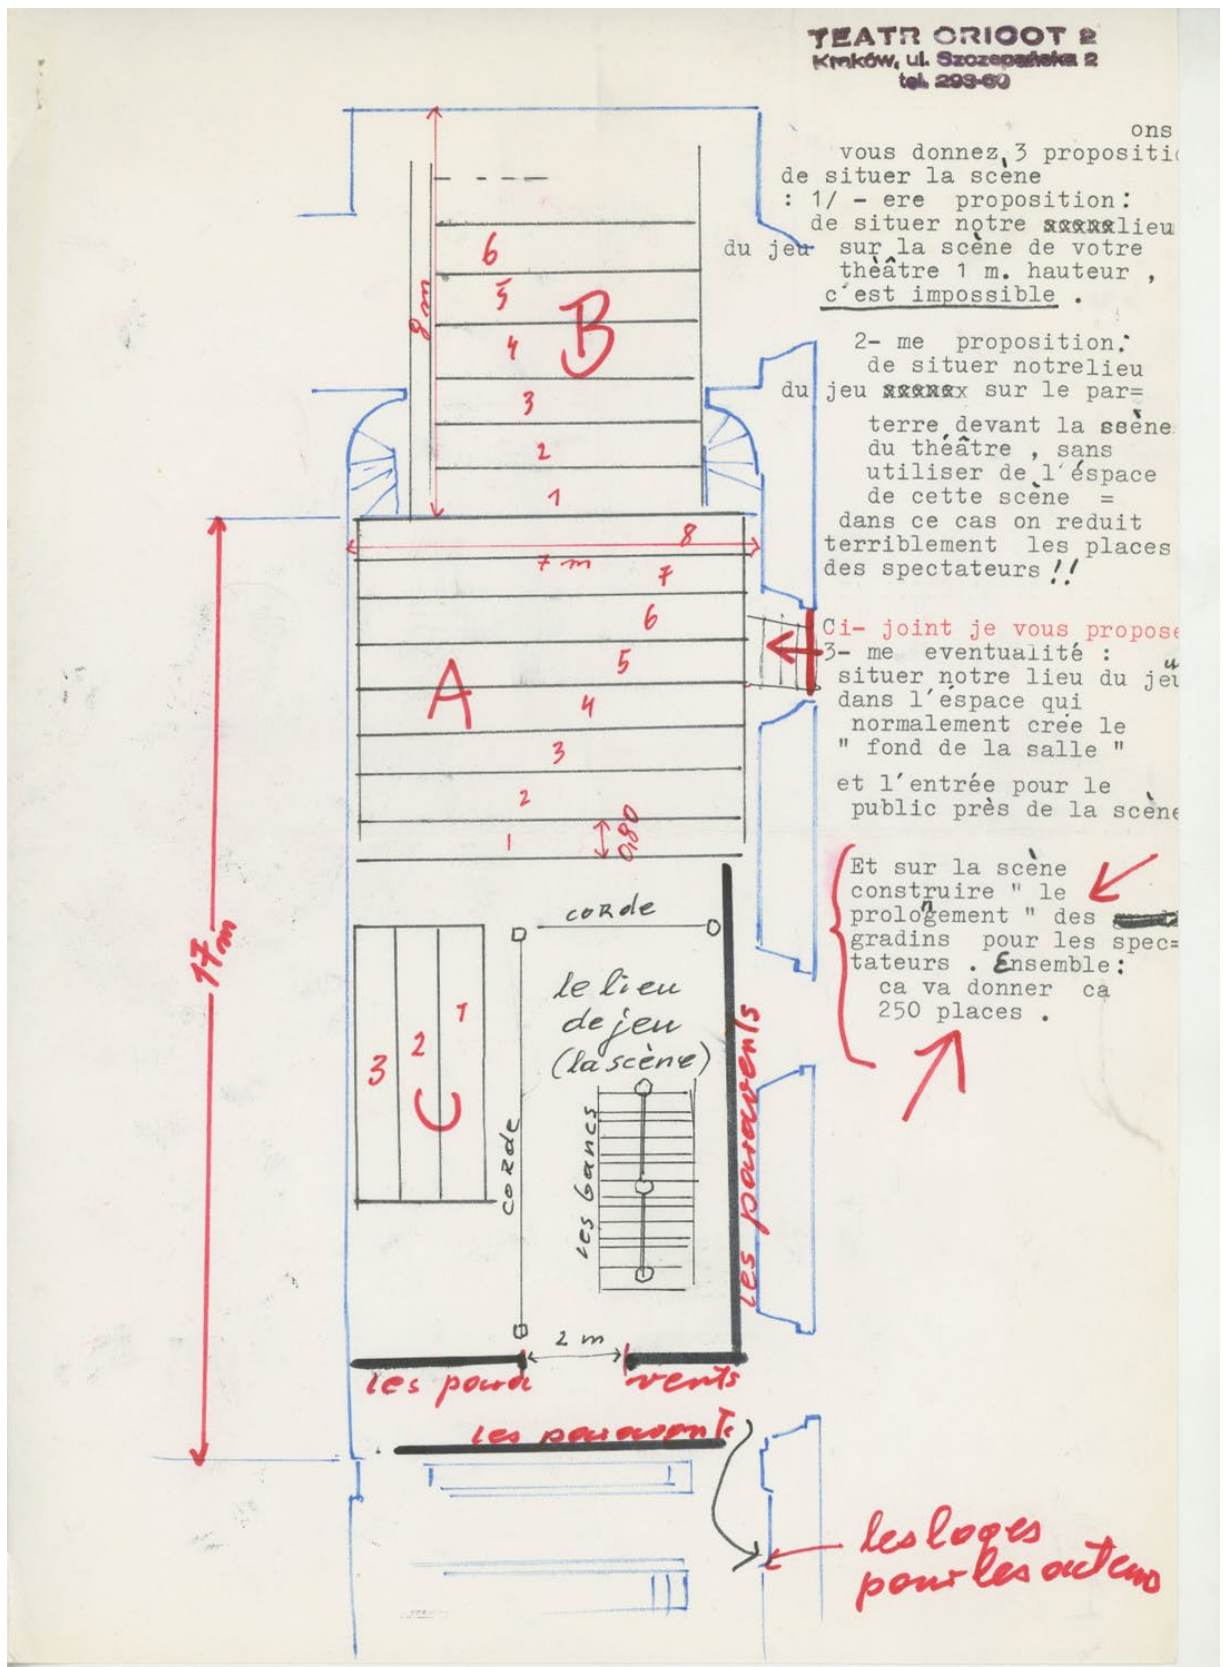 TEATR CRICOT 2
Kraków, ul. Szczepańska 2
tel. 293-60
ons
vous donnez 3 propositi
de situer la scène
: 1/ - ere proposition:
de situer notre xxxxx lieu
du jeu sur la scène de votre
théâtre 1 m. hauteur ,
c'est impossible .
2- me proposition:
de situer notrelieu
du jeu xxxxxx sur le par=
terre devant la scène
du théâtre , sans
utiliser de l'éspace
de cette scène =
dans ce cas on reduit
terriblement les places
des spectateurs !!
Ci- joint je vous propose
3- me eventualité :
situer notre lieu du jeu
dans l'éspace qui
normalement crée le
" fond de la salle "
et l'entrée pour le
public près de la scène
Et sur la scène
construire " le
prolongement " des
gradins pour les spec=
tateurs . Ensemble:
ca va donner ca
250 places .
6
5
B
4
3
2
1
8 m
8
7 m
7
6
5
A
4
3
2
1
0,80
17 m
corde
le lieu
de jeu
(la scène)
1
2
3
C
corde
les bancs
les paravents
2 m
les para
vents
les paravents
les loges
pour les acteurs